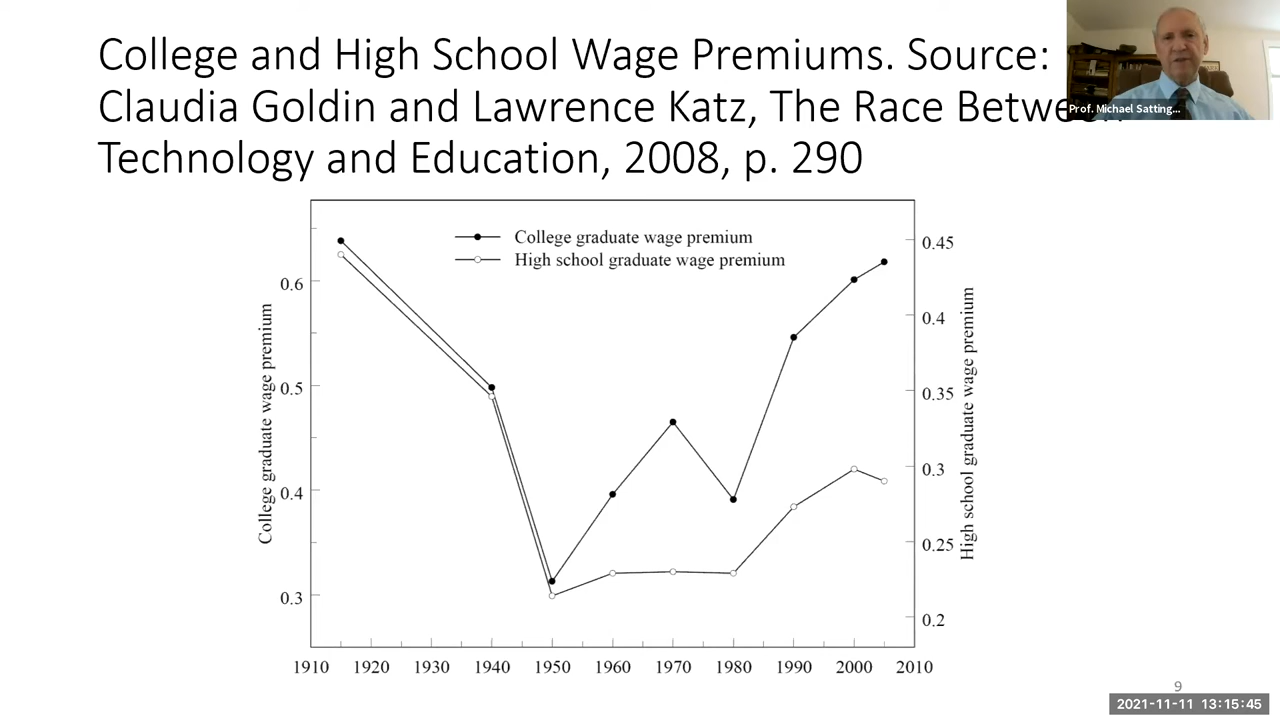 College and High School Wage Premiums. Source:
Claudia Goldin and Lawrence Katz, The Race Between
Technology and Education, 2008, p. 290
Prof. Michael Satting...
College graduate wage premium
High school graduate wage premium
College graduate wage premium
0.6
0.5
0.4
0.3
0.45
0.4
0.35
0.3
0.25
0.2
High school graduate wage premium
1910 1920 1930 1940 1950 1960 1970 1980 1990 2000 2010
9
2021-11-11 13:15:45